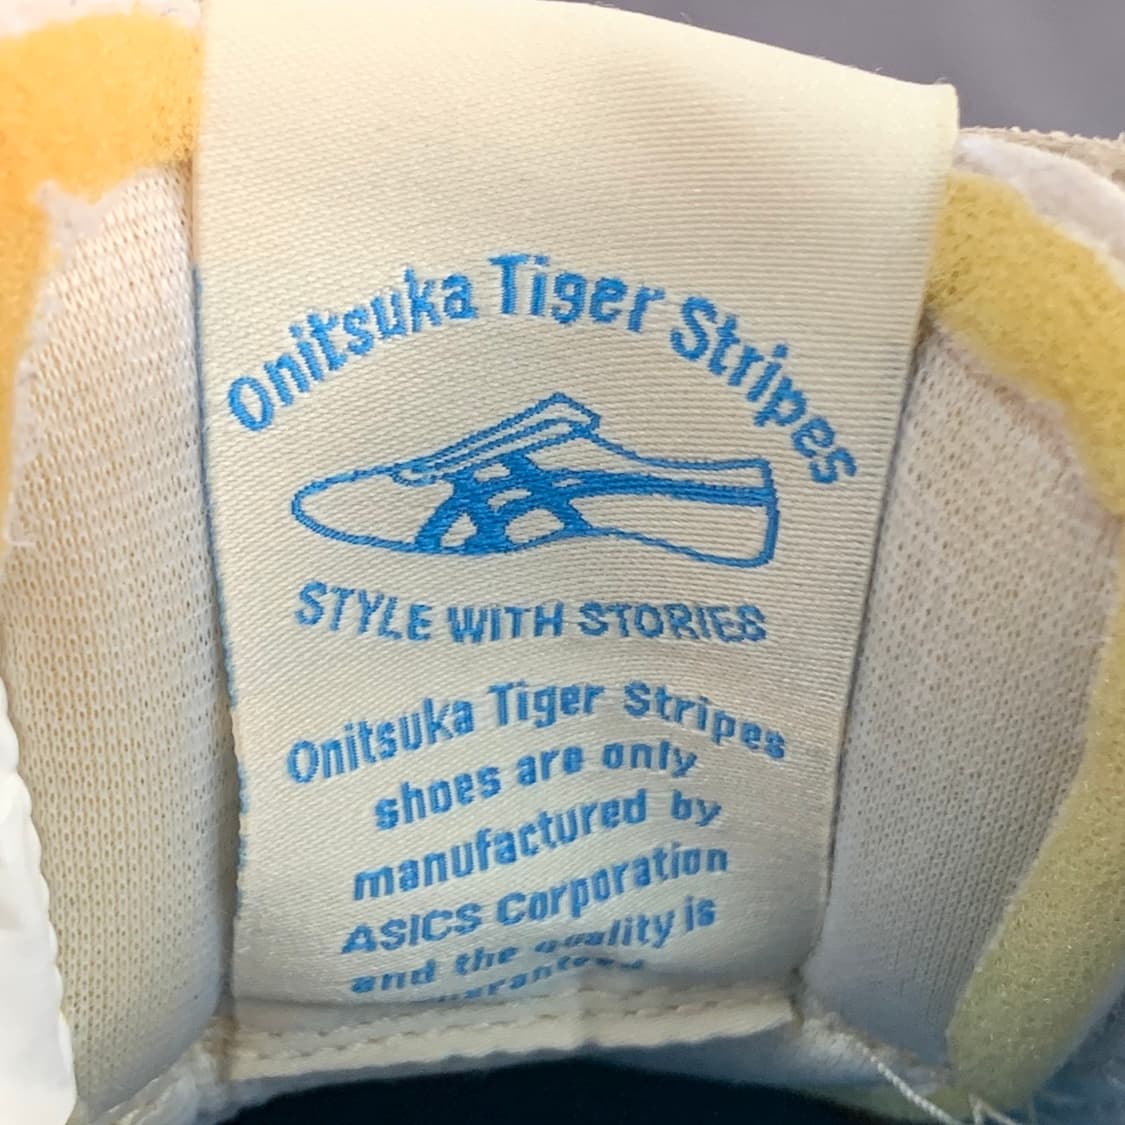 Onitsuka Tiger Stripes
STYLE WITH STORIES
Onitsuka Tiger Stripes
shoes are only
manufactured by
ASICS Corporation
and the quality is
guaranteed